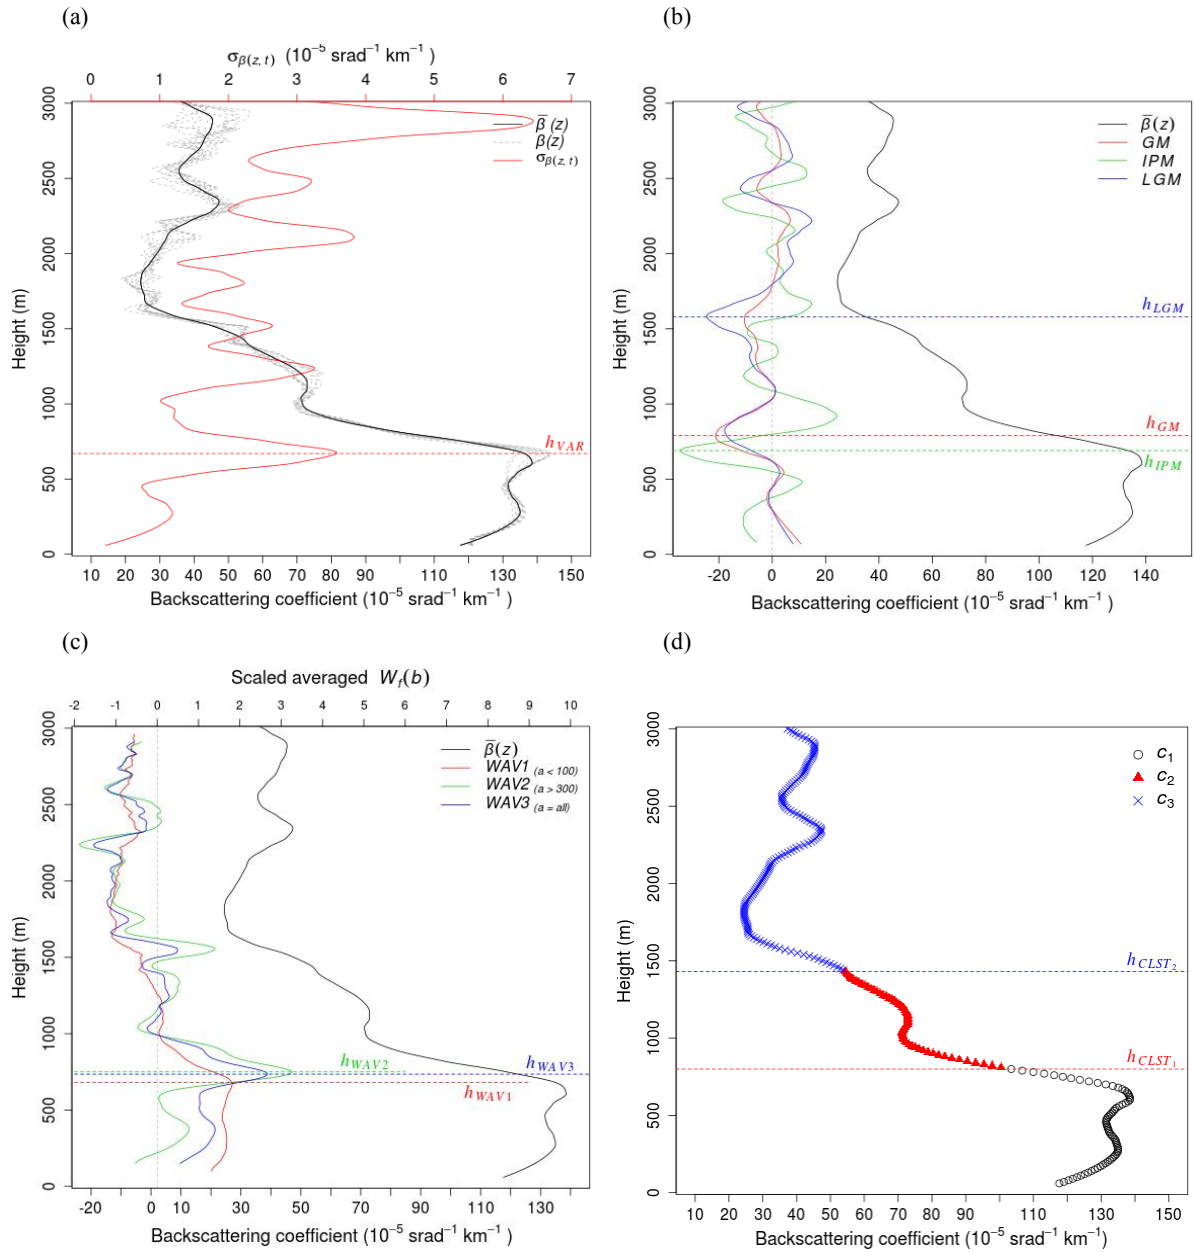 (a)
σβ(z, t) (10⁻⁵ srad⁻¹ km⁻¹ )
0 1 2 3 4 5 6 7
β̅ (z)
β(z)
σβ(z, t)
hVAR
Height (m)
0 500 1000 1500 2000 2500 3000
10 20 30 40 50 60 70 80 90 110 130 150
Backscattering coefficient (10⁻⁵ srad⁻¹ km⁻¹ )
(b)
β̅(z)
GM
IPM
LGM
hLGM
hGM
hIPM
Height (m)
0 500 1000 1500 2000 2500 3000
-20 0 20 40 60 80 100 120 140
Backscattering coefficient (10⁻⁵ srad⁻¹ km⁻¹ )
(c)
Scaled averaged Wf(b)
-2 -1 0 1 2 3 4 5 6 7 8 9 10
β̅(z)
WAV1 (a < 100)
WAV2 (a > 300)
WAV3 (a = all)
hWAV2
hWAV3
hWAV1
Height (m)
0 500 1000 1500 2000 2500 3000
-20 0 10 20 30 40 50 60 70 80 90 110 130
Backscattering coefficient (10⁻⁵ srad⁻¹ km⁻¹ )
(d)
c₁
c₂
c₃
hCLST₂
hCLST₁
Height (m)
0 500 1000 1500 2000 2500 3000
10 20 30 40 50 60 70 80 90 110 130 150
Backscattering coefficient (10⁻⁵ srad⁻¹ km⁻¹ )